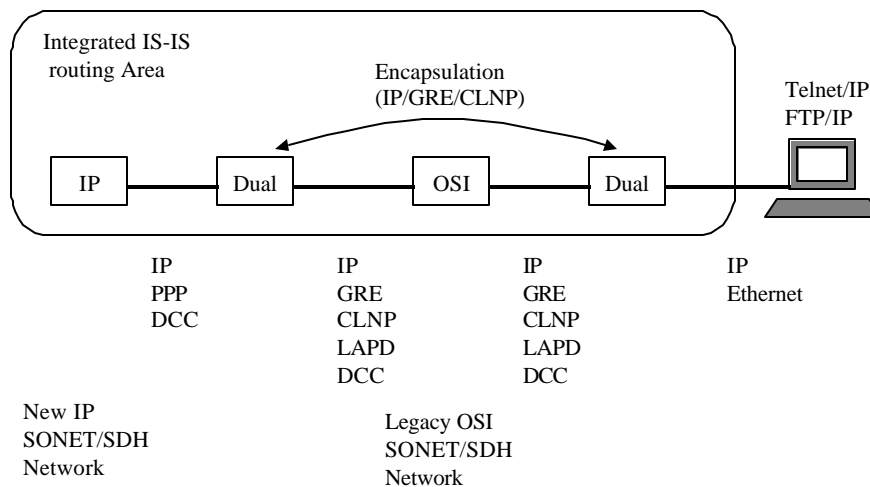 Integrated IS-IS
routing Area
Encapsulation
(IP/GRE/CLNP)
Telnet/IP
FTP/IP
IP
Dual
OSI
Dual
IP
PPP
DCC
IP
GRE
CLNP
LAPD
DCC
IP
GRE
CLNP
LAPD
DCC
IP
Ethernet
New IP
SONET/SDH
Network
Legacy OSI
SONET/SDH
Network